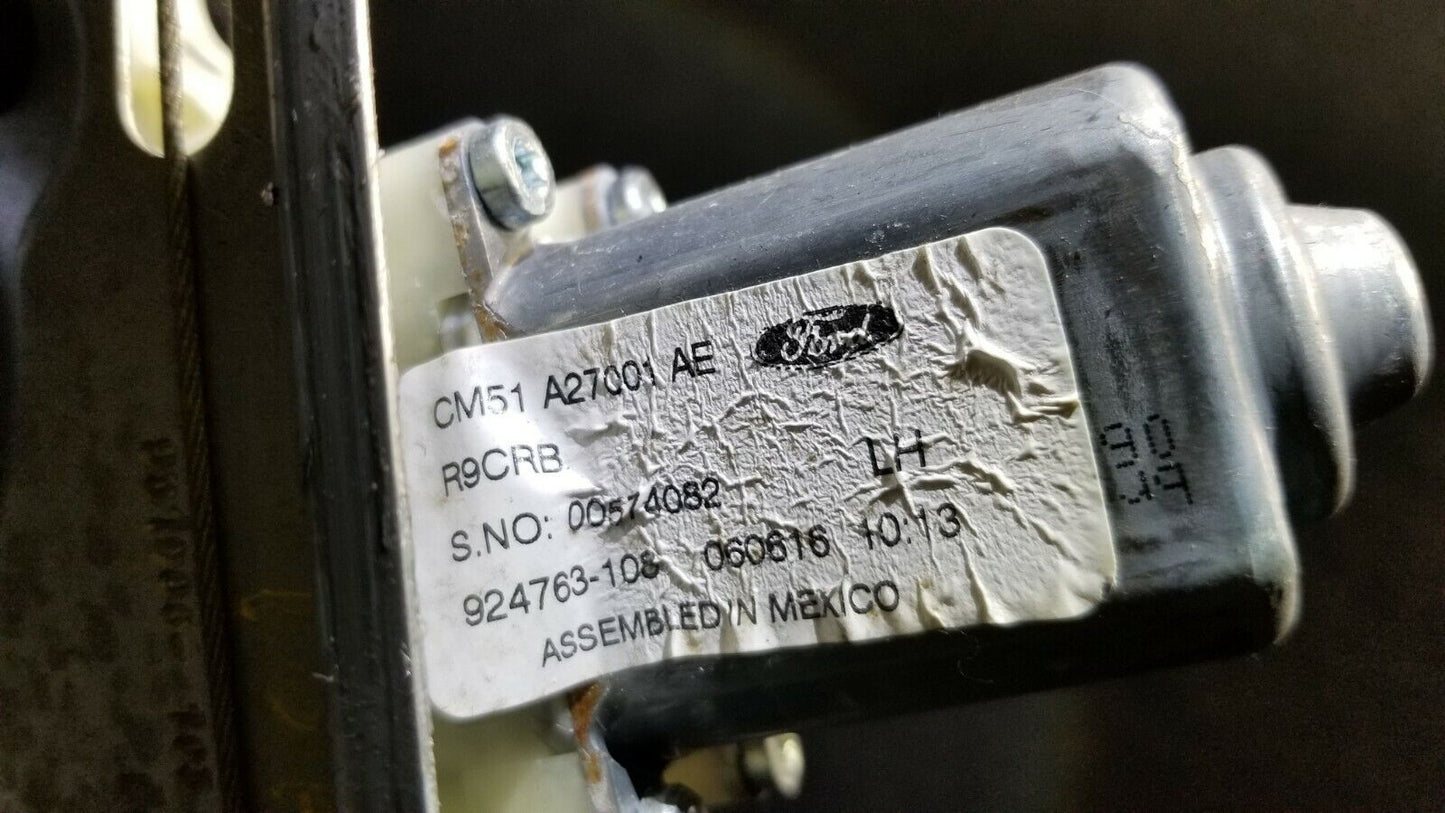 CM51 A27001 AE Ford
R9CRB
S.NO: 00574082 LH
924763-108 060616 10:13
ASSEMBLED IN MEXICO